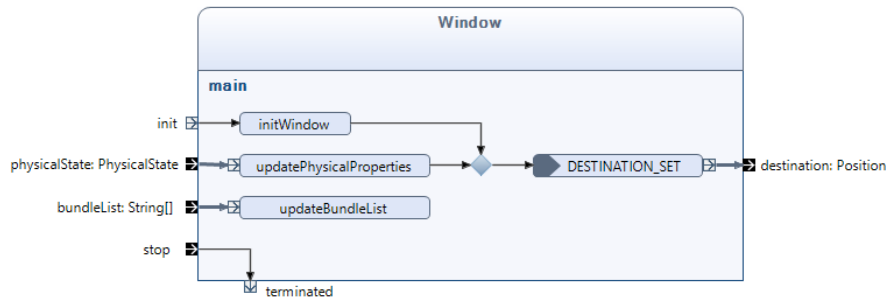 Window
main
init
initWindow
physicalState: PhysicalState
updatePhysicalProperties
DESTINATION_SET
destination: Position
bundleList: String[]
updateBundleList
stop
terminated